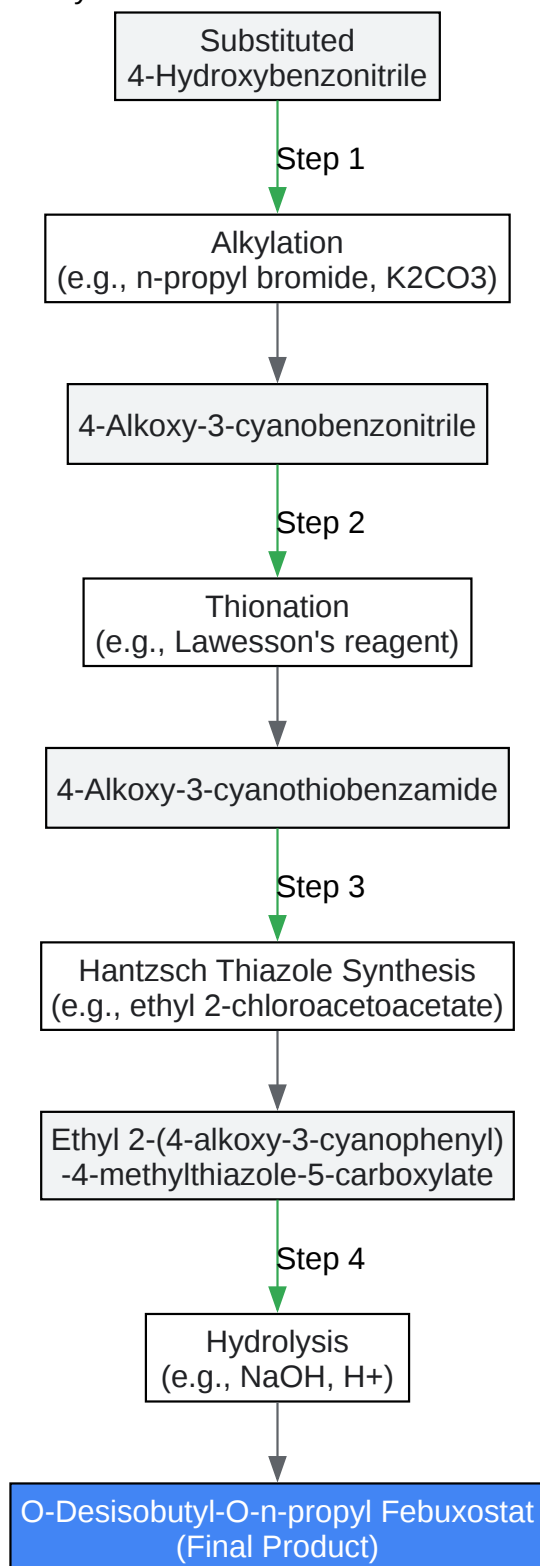 Substituted
4-Hydroxybenzonitrile
Step 1
Alkylation
(e.g., n-propyl bromide, K2CO3)
4-Alkoxy-3-cyanobenzonitrile
Step 2
Thionation
(e.g., Lawesson's reagent)
4-Alkoxy-3-cyanothiobenzamide
Step 3
Hantzsch Thiazole Synthesis
(e.g., ethyl 2-chloroacetoacetate)
Ethyl 2-(4-alkoxy-3-cyanophenyl)
-4-methylthiazole-5-carboxylate
Step 4
Hydrolysis
(e.g., NaOH, H+)
O-Desisobutyl-O-n-propyl Febuxostat
(Final Product)